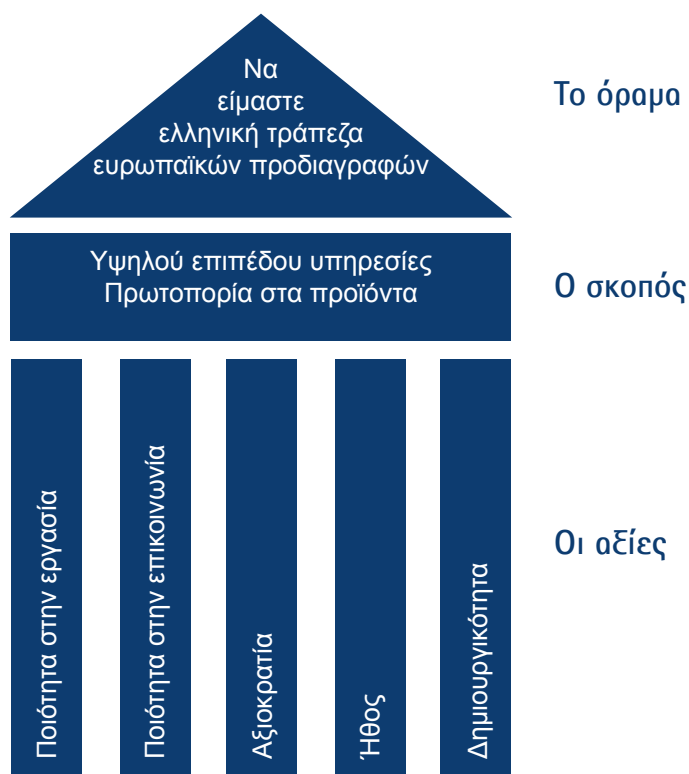 Να
είμαστε
ελληνική τράπεζα
ευρωπαϊκών προδιαγραφών
Το όραμα
Υψηλού επιπέδου υπηρεσίες
Πρωτοπορία στα προϊόντα
Ο σκοπός
Ποιότητα στην εργασία
Ποιότητα στην επικοινωνία
Αξιοκρατία
Ήθος
Δημιουργικότητα
Οι αξίες